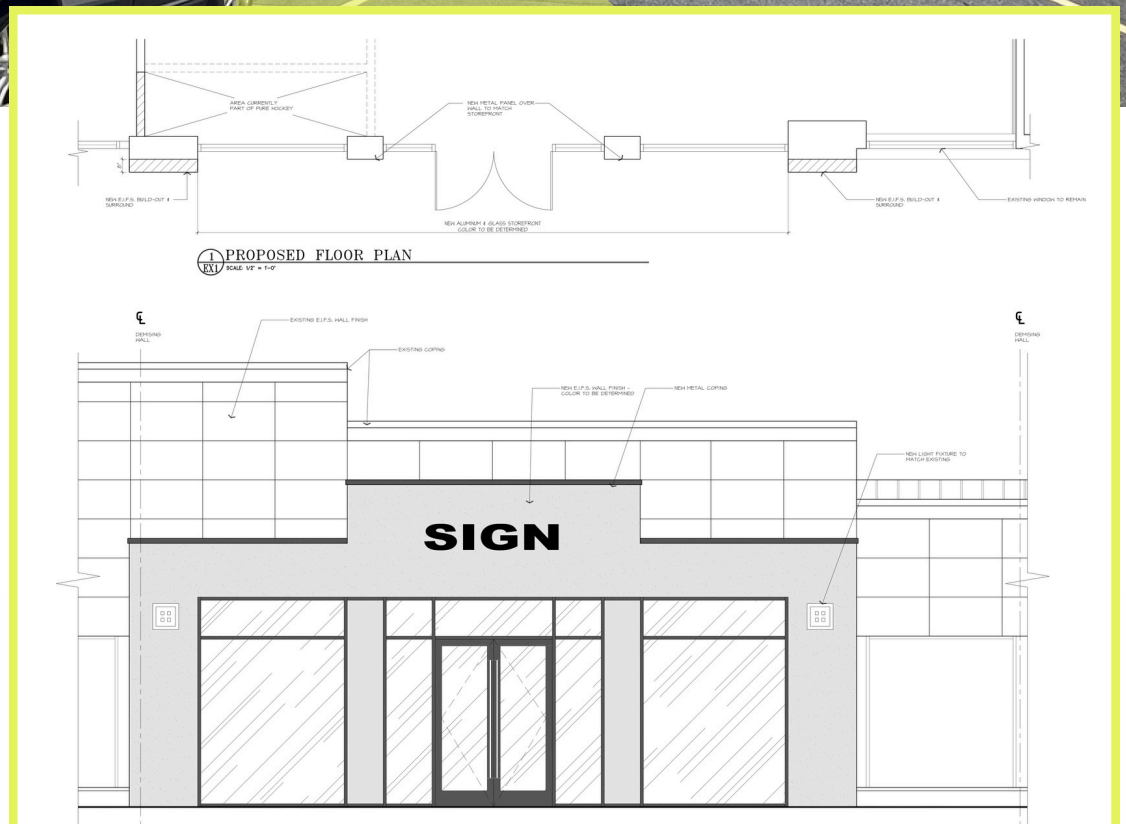 AREA CURRENTLY
PART OF PURE HOCKEY
NEW METAL PANEL OVER
WALL TO MATCH
STOREFRONT
8"
NEW E.I.F.S. BUILD-OUT &
SURROUND
NEW ALUMINUM & GLASS STOREFRONT
COLOR TO BE DETERMINED
NEW E.I.F.S. BUILD-OUT &
SURROUND
EXISTING WINDOW TO REMAIN
1
EX1
PROPOSED FLOOR PLAN
SCALE: 1/2" = 1'-0"
DEMISING
WALL
EXISTING E.I.F.S. WALL FINISH
EXISTING COPING
NEW E.I.F.S. WALL FINISH -
COLOR TO BE DETERMINED
NEW METAL COPING
DEMISING
WALL
NEW LIGHT FIXTURE TO
MATCH EXISTING
SIGN